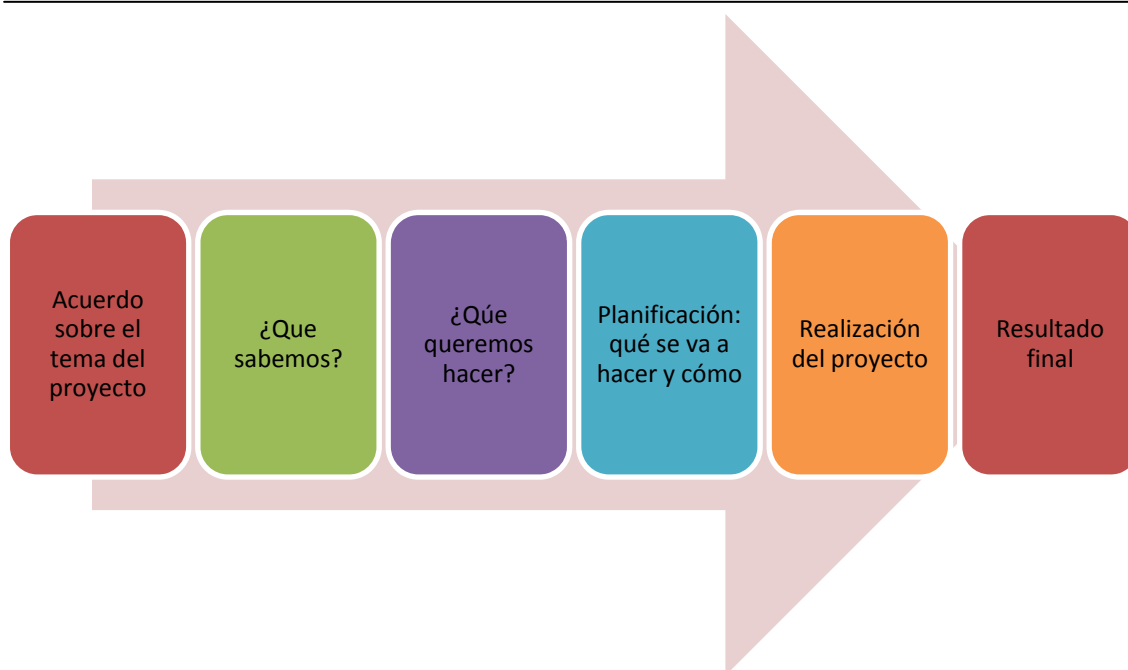 Acuerdo
sobre el
tema del
proyecto
¿Que
sabemos?
¿Qúe
queremos
hacer?
Planificación:
qué se va a
hacer y cómo
Realización
del proyecto
Resultado
final